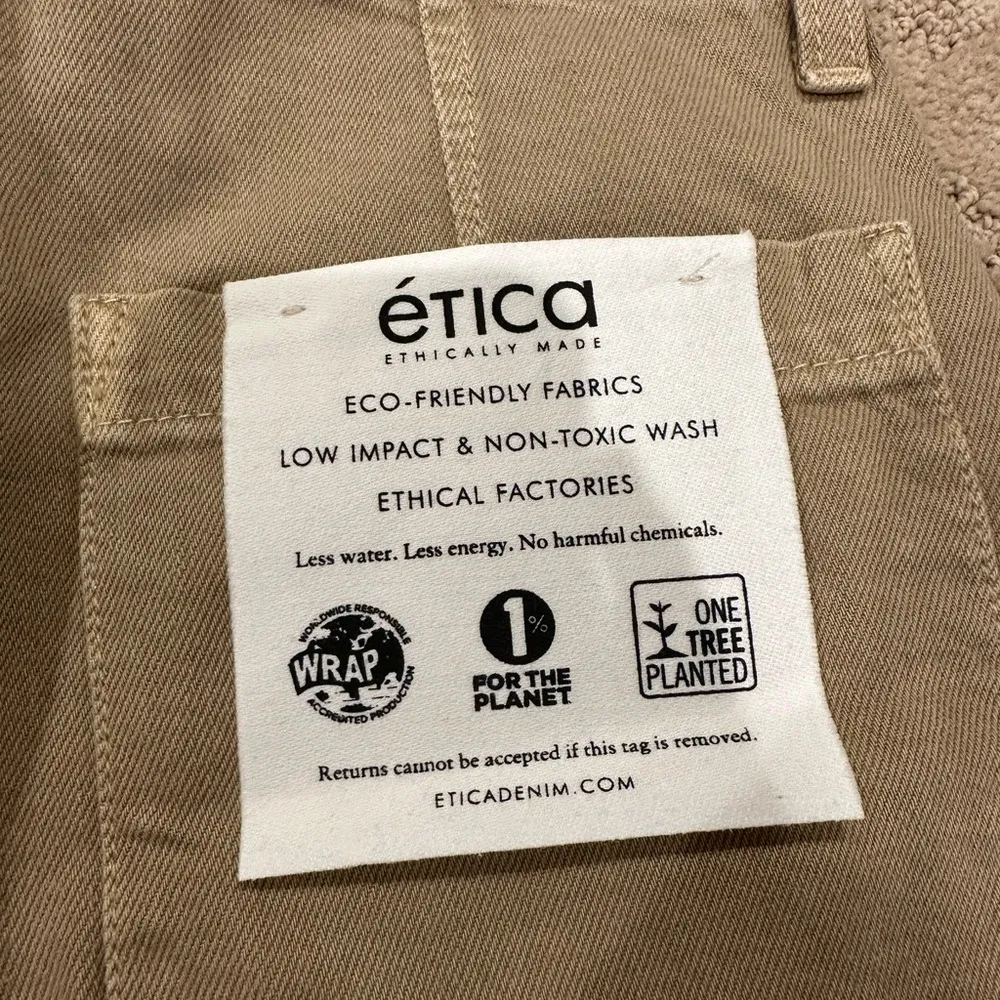 éTICa
ETHICALLY MADE
ECO-FRIENDLY FABRICS
LOW IMPACT & NON-TOXIC WASH
ETHICAL FACTORIES
Less water. Less energy. No harmful chemicals.
WORLDWIDE RESPONSIBLE
WRAP
ACCREDITED PRODUCTION
1%
FOR THE
PLANET
ONE
TREE
PLANTED
Returns cannot be accepted if this tag is removed.
ETICADENIM.COM